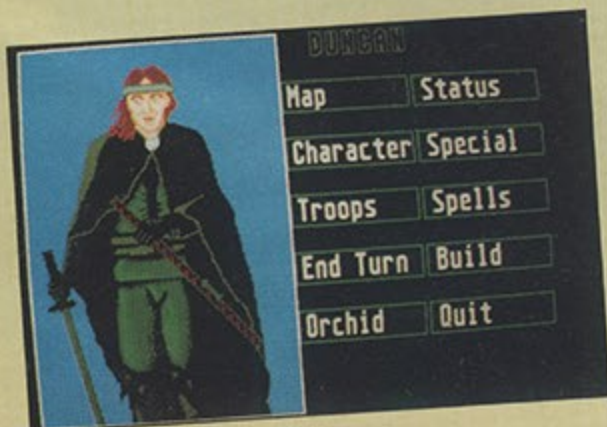 DUNCAN
Map Status
Character Special
Troops Spells
End Turn Build
Orchid Quit